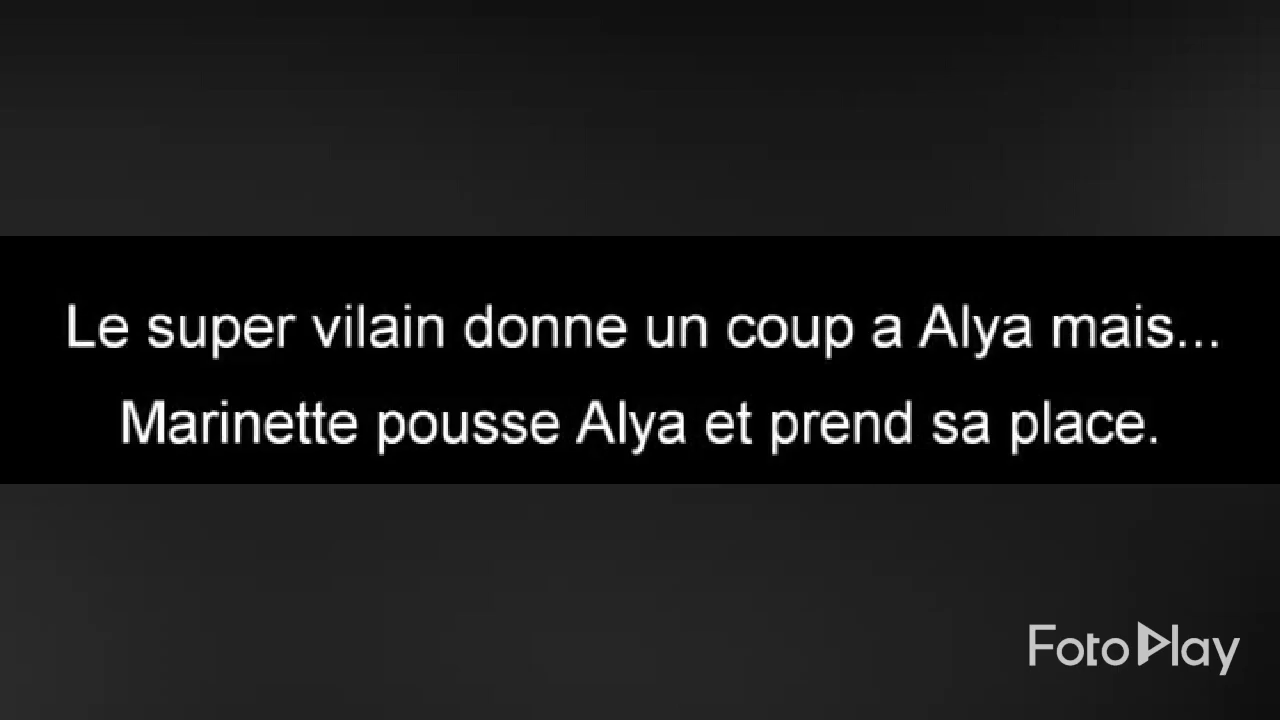 Le super vilain donne un coup a Alya mais...
Marinette pousse Alya et prend sa place.
FotoPlay